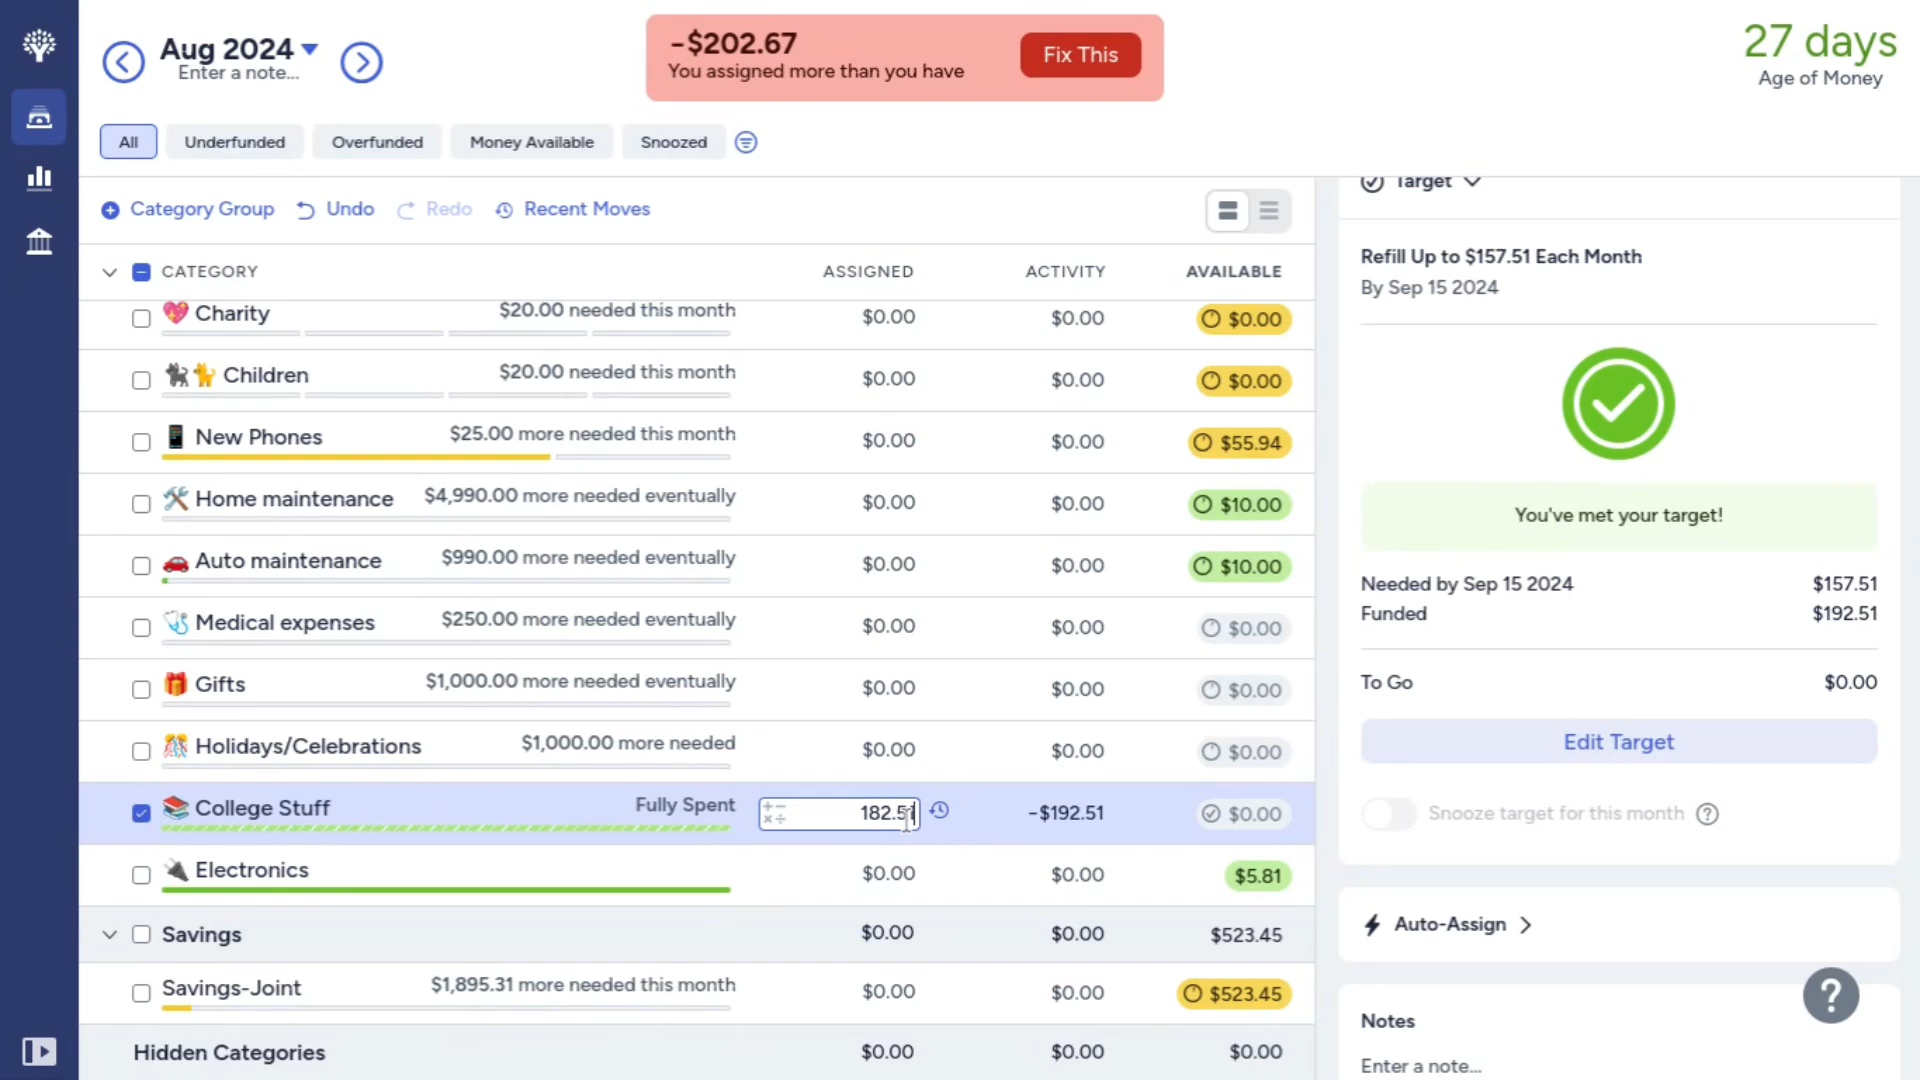 Aug 2024
Enter a note...
-$202.67
You assigned more than you have
Fix This
27 days
Age of Money
All
Underfunded
Overfunded
Money Available
Snoozed
Category Group
Undo
Redo
Recent Moves
Target
CATEGORY
ASSIGNED
ACTIVITY
AVAILABLE
Charity $20.00 needed this month $0.00 $0.00 $0.00
Children $20.00 needed this month $0.00 $0.00 $0.00
New Phones $25.00 more needed this month $0.00 $0.00 $55.94
Home maintenance $4,990.00 more needed eventually $0.00 $0.00 $10.00
Auto maintenance $990.00 more needed eventually $0.00 $0.00 $10.00
Medical expenses $250.00 more needed eventually $0.00 $0.00 $0.00
Gifts $1,000.00 more needed eventually $0.00 $0.00 $0.00
Holidays/Celebrations $1,000.00 more needed $0.00 $0.00 $0.00
College Stuff Fully Spent 182.51 -$192.51 $0.00
Electronics $0.00 $0.00 $5.81
Savings $0.00 $0.00 $523.45
Savings-Joint $1,895.31 more needed this month $0.00 $0.00 $523.45
Hidden Categories $0.00 $0.00 $0.00
Refill Up to $157.51 Each Month
By Sep 15 2024
You've met your target!
Needed by Sep 15 2024 $157.51
Funded $192.51
To Go $0.00
Edit Target
Snooze target for this month
Auto-Assign
Notes
Enter a note...